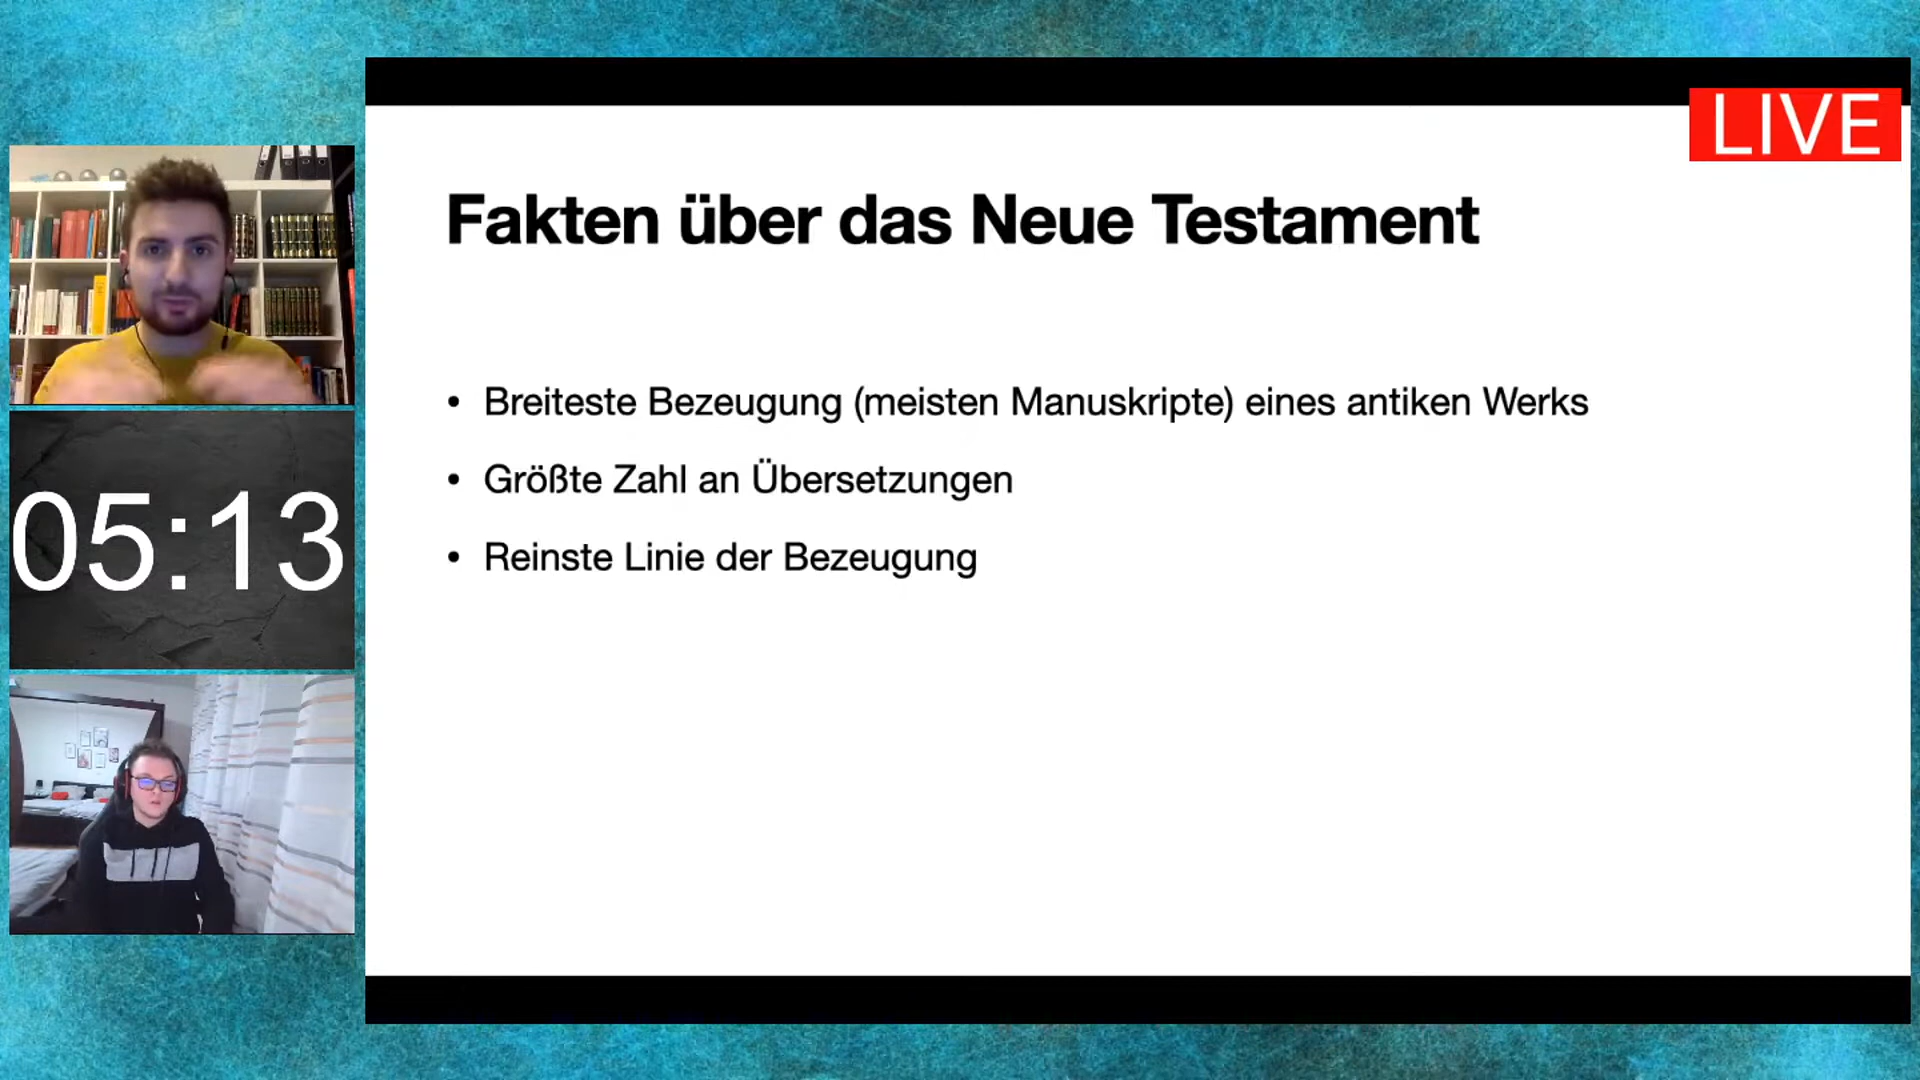 LIVE
Fakten über das Neue Testament
• Breiteste Bezeugung (meisten Manuskripte) eines antiken Werks
• Größte Zahl an Übersetzungen
• Reinste Linie der Bezeugung
05:13